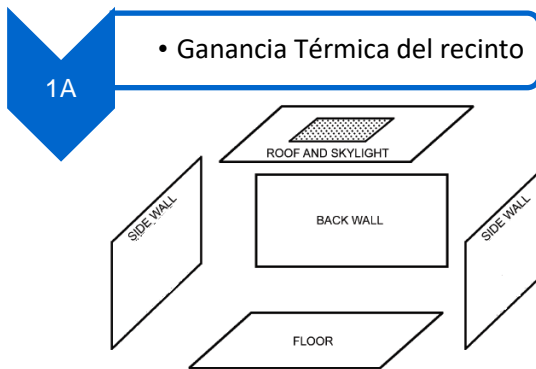 1A
• Ganancia Térmica del recinto
ROOF AND SKYLIGHT
SIDE WALL
BACK WALL
SIDE WALL
FLOOR